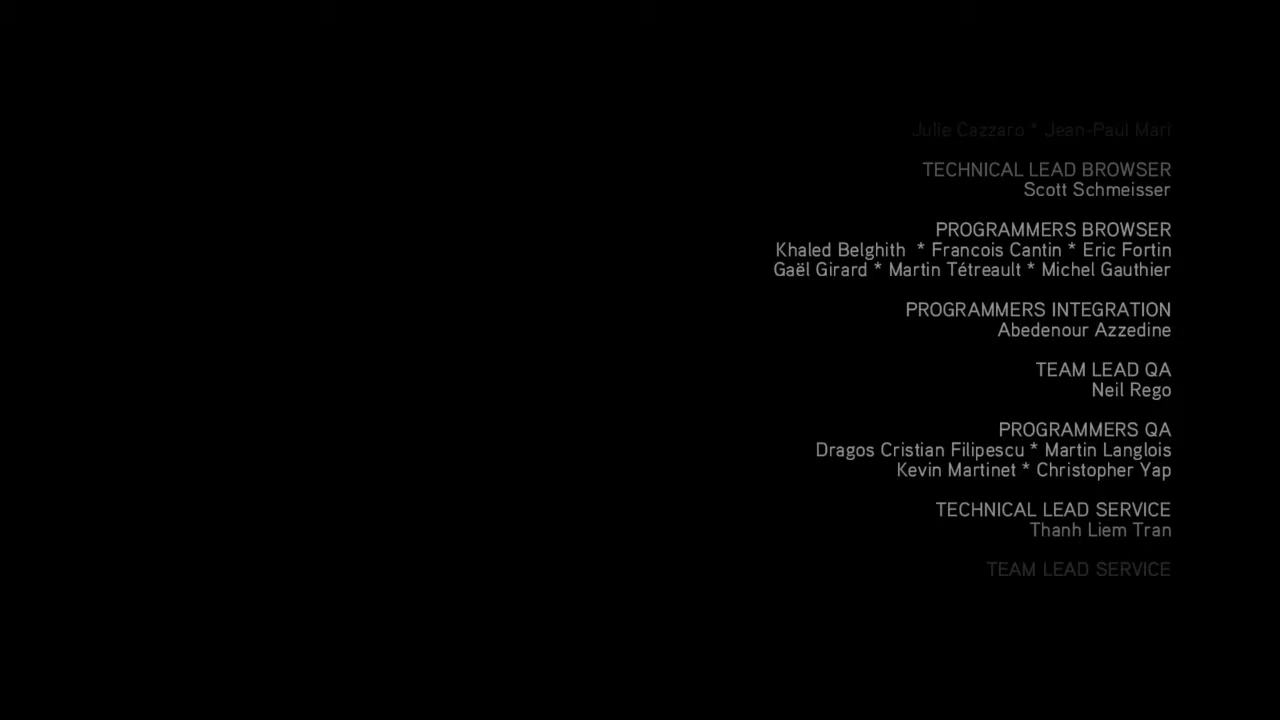 Julie Cazzaro * Jean-Paul Mari
TECHNICAL LEAD BROWSER
Scott Schmeisser
PROGRAMMERS BROWSER
Khaled Belghith * Francois Cantin * Eric Fortin
Gaël Girard * Martin Tétreault * Michel Gauthier
PROGRAMMERS INTEGRATION
Abedenour Azzedine
TEAM LEAD QA
Neil Rego
PROGRAMMERS QA
Dragos Cristian Filipescu * Martin Langlois
Kevin Martinet * Christopher Yap
TECHNICAL LEAD SERVICE
Thanh Liem Tran
TEAM LEAD SERVICE